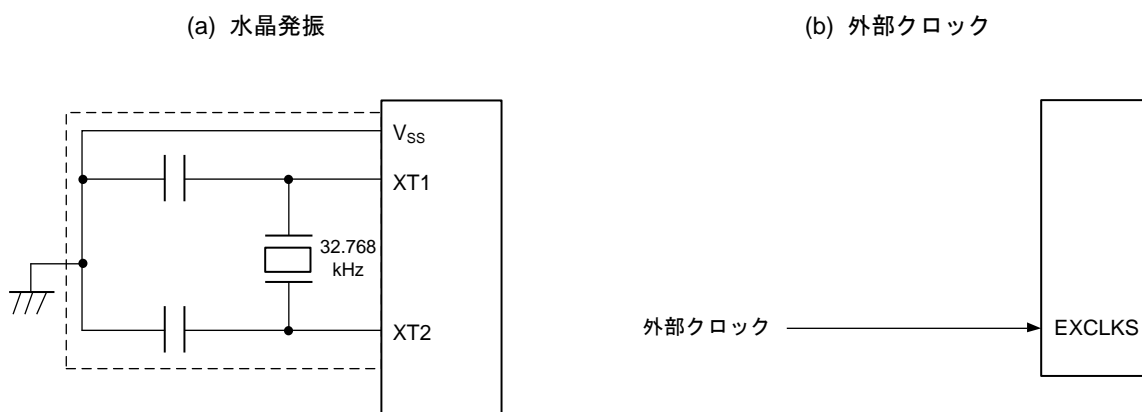 (a) 水晶発振
(b) 外部クロック
VSS
XT1
32.768
kHz
XT2
外部クロック
EXCLKS